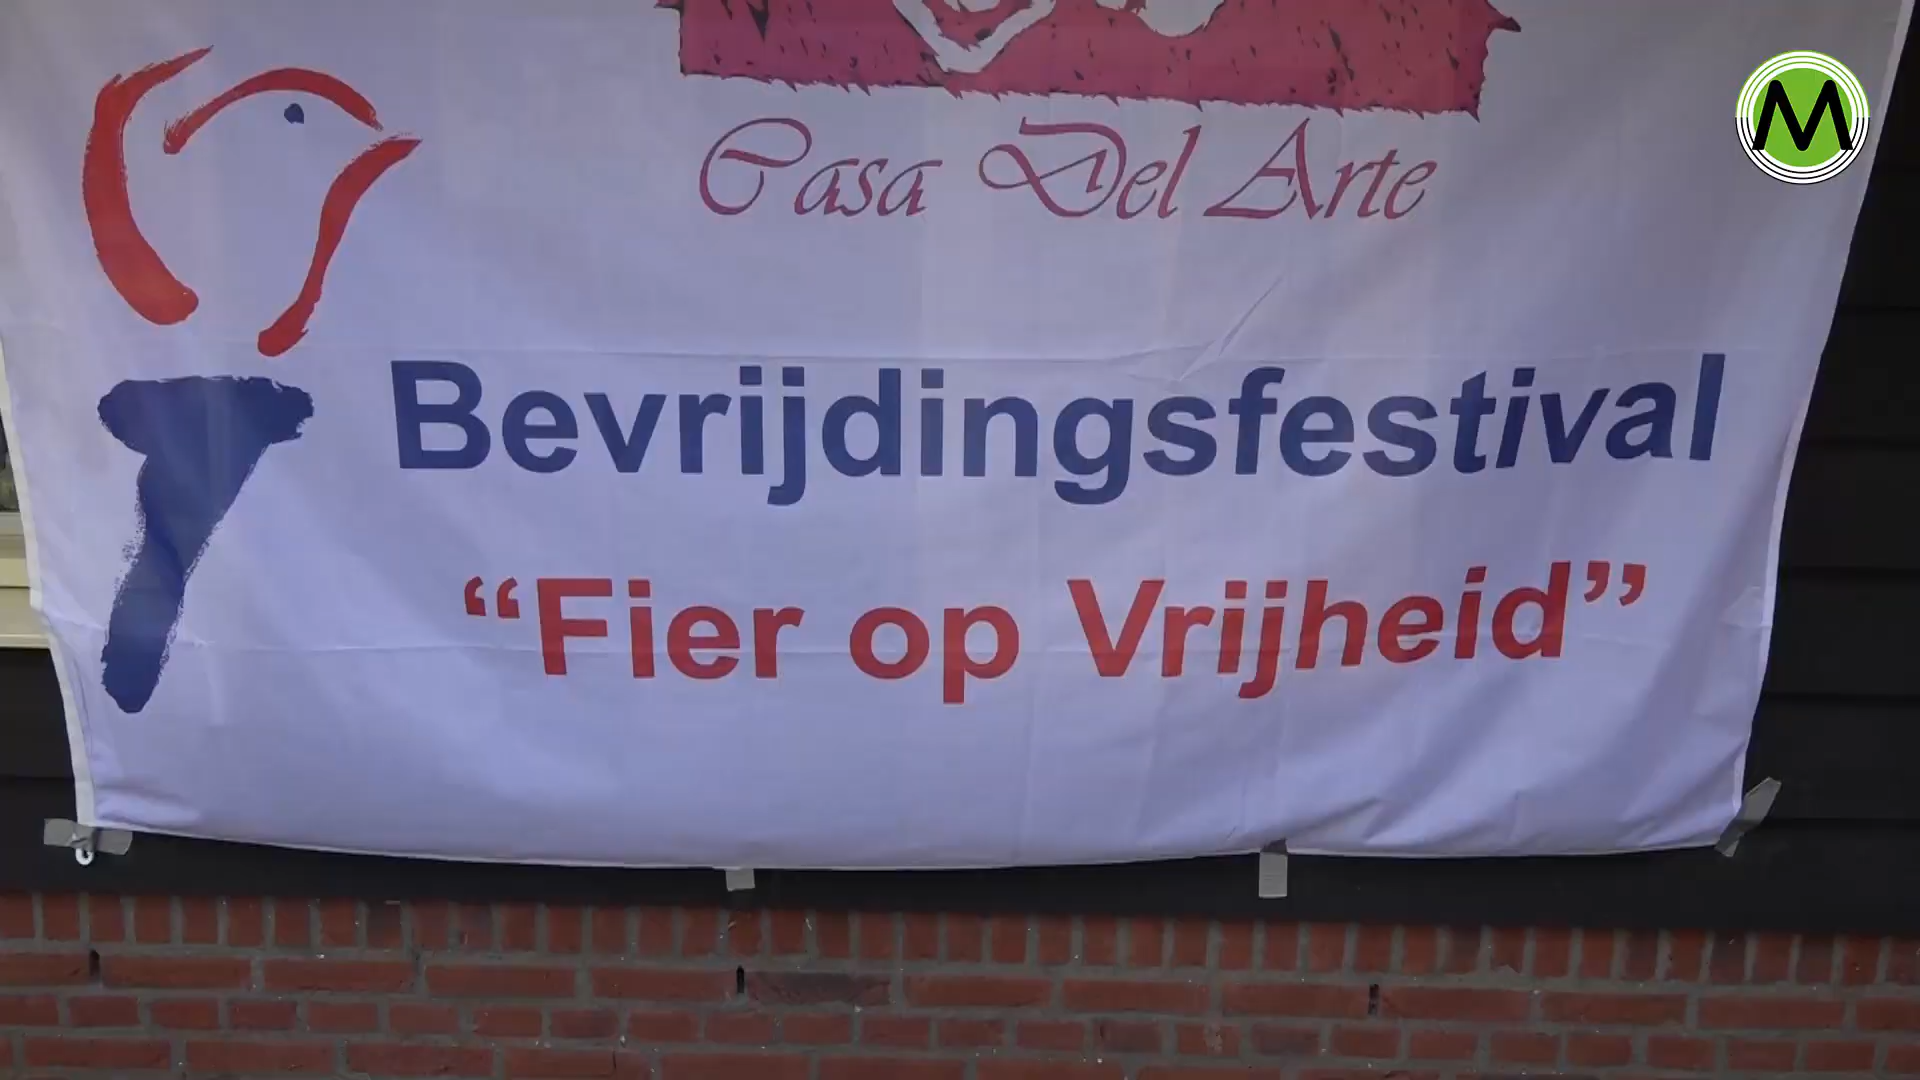 M
Casa Del Arte
Bevrijdingsfestival
“Fier op Vrijheid”